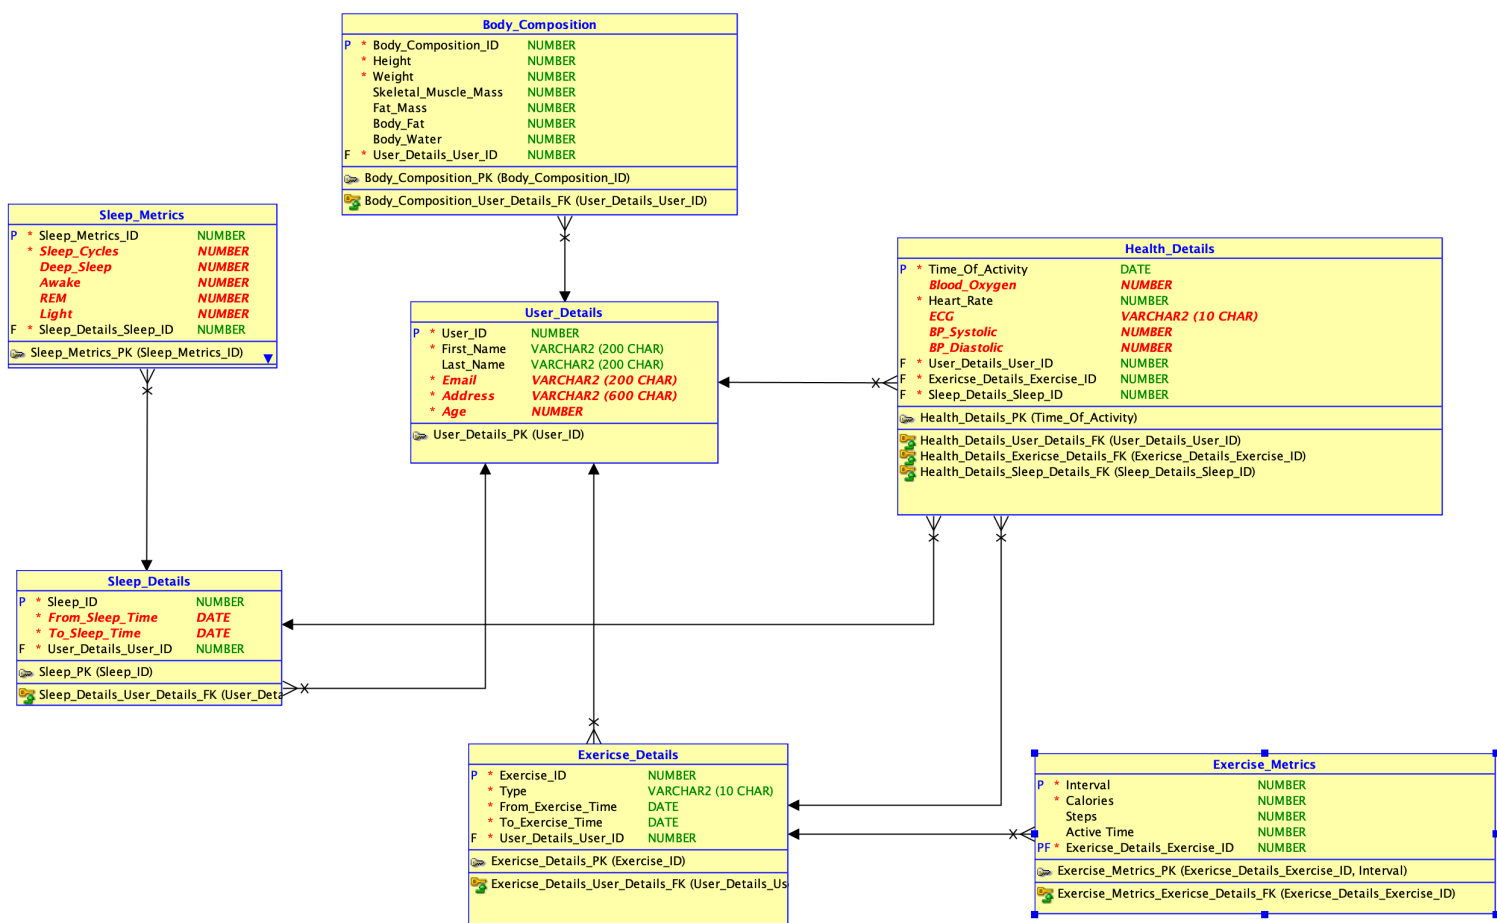 Body_Composition
P * Body_Composition_ID NUMBER
* Height NUMBER
* Weight NUMBER
Skeletal_Muscle_Mass NUMBER
Fat_Mass NUMBER
Body_Fat NUMBER
Body_Water NUMBER
F * User_Details_User_ID NUMBER
Body_Composition_PK (Body_Composition_ID)
Body_Composition_User_Details_FK (User_Details_User_ID)
Sleep_Metrics
P * Sleep_Metrics_ID NUMBER
* Sleep_Cycles NUMBER
Deep_Sleep NUMBER
Awake NUMBER
REM NUMBER
Light NUMBER
F * Sleep_Details_Sleep_ID NUMBER
Sleep_Metrics_PK (Sleep_Metrics_ID)
Health_Details
P * Time_Of_Activity DATE
Blood_Oxygen NUMBER
* Heart_Rate NUMBER
ECG VARCHAR2 (10 CHAR)
BP_Systolic NUMBER
BP_Diastolic NUMBER
F * User_Details_User_ID NUMBER
F * Exericse_Details_Exercise_ID NUMBER
F * Sleep_Details_Sleep_ID NUMBER
Health_Details_PK (Time_Of_Activity)
Health_Details_User_Details_FK (User_Details_User_ID)
Health_Details_Exericse_Details_FK (Exericse_Details_Exercise_ID)
Health_Details_Sleep_Details_FK (Sleep_Details_Sleep_ID)
User_Details
P * User_ID NUMBER
* First_Name VARCHAR2 (200 CHAR)
Last_Name VARCHAR2 (200 CHAR)
* Email VARCHAR2 (200 CHAR)
* Address VARCHAR2 (600 CHAR)
* Age NUMBER
User_Details_PK (User_ID)
Sleep_Details
P * Sleep_ID NUMBER
* From_Sleep_Time DATE
* To_Sleep_Time DATE
F * User_Details_User_ID NUMBER
Sleep_PK (Sleep_ID)
Sleep_Details_User_Details_FK (User_Deta
Exericse_Details
P * Exercise_ID NUMBER
* Type VARCHAR2 (10 CHAR)
* From_Exercise_Time DATE
* To_Exercise_Time DATE
F * User_Details_User_ID NUMBER
Exericse_Details_PK (Exercise_ID)
Exericse_Details_User_Details_FK (User_Details_Us
Exercise_Metrics
P * Interval NUMBER
* Calories NUMBER
Steps NUMBER
Active Time NUMBER
PF * Exericse_Details_Exercise_ID NUMBER
Exercise_Metrics_PK (Exericse_Details_Exercise_ID, Interval)
Exercise_Metrics_Exericse_Details_FK (Exericse_Details_Exercise_ID)